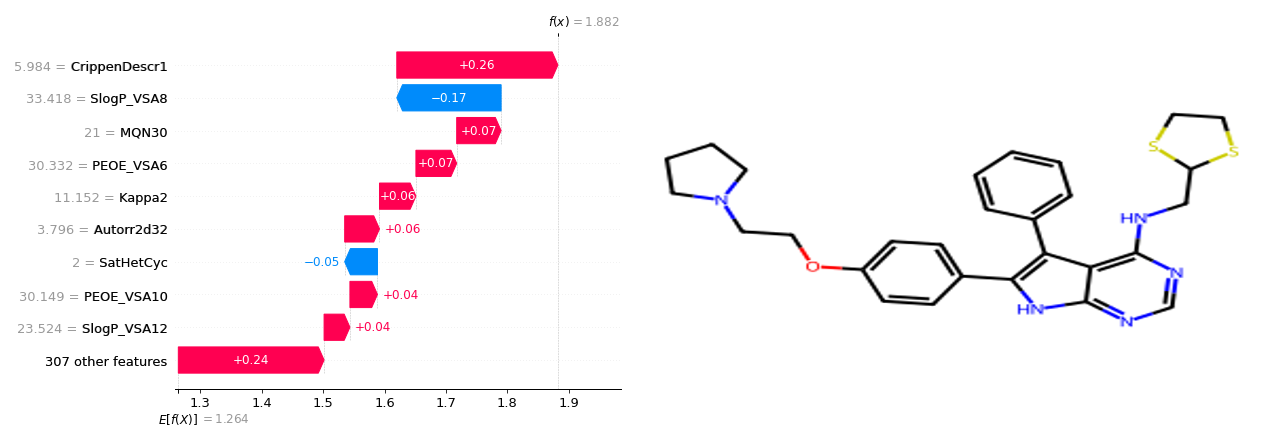 f(x) = 1.882
5.984 = CrippenDescr1
+0.26
33.418 = SlogP_VSA8
−0.17
21 = MQN30
+0.07
30.332 = PEOE_VSA6
+0.07
11.152 = Kappa2
+0.06
3.796 = Autorr2d32
+0.06
2 = SatHetCyc
−0.05
30.149 = PEOE_VSA10
+0.04
23.524 = SlogP_VSA12
+0.04
307 other features
+0.24
1.3 1.4 1.5 1.6 1.7 1.8 1.9
E[f(X)] = 1.264
S
S
N
HN
O
N
HN
N